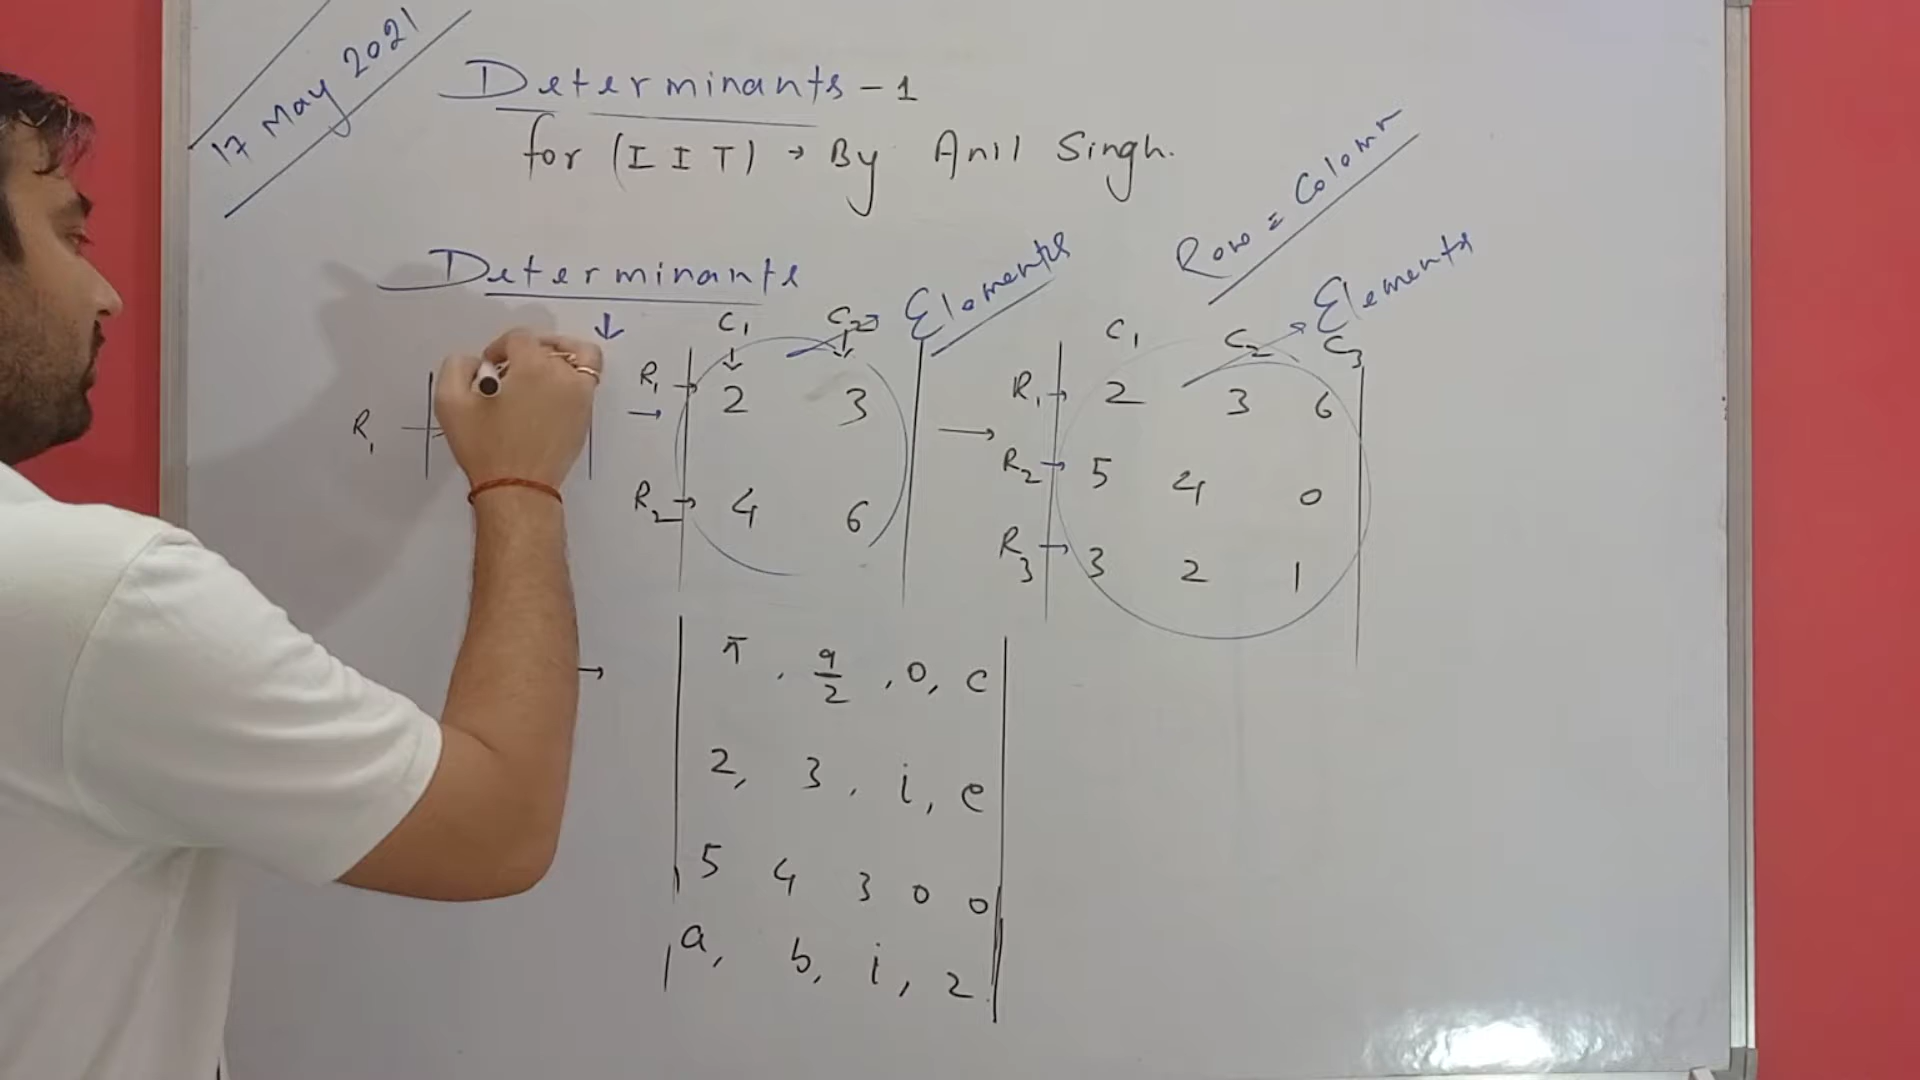 17 May 2021
Determinants - 1
for (IIT) → By Anil Singh.
Row = Colomn
Determinants
Elements
Elements
R1
C1 C2
R1 → 2 3
R2 → 4 6
C1 C2 C3
R1 → 2 3 6
R2 → 5 4 0
R3 → 3 2 1
π, 9/2, 0, c
2, 3, i, e
5 4 3 0 0
a, b, i, 2